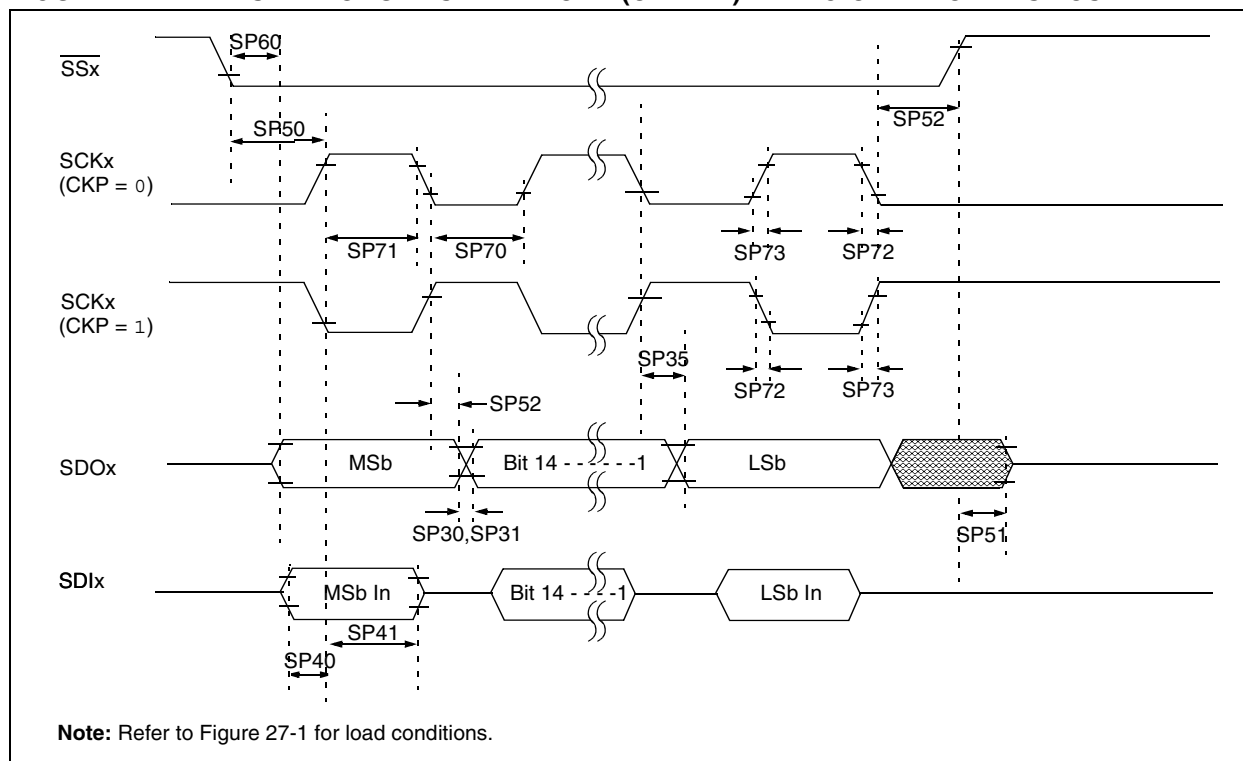 SSx
SP60
SP50
SP52
SCKx
(CKP = 0)
SP71
SP70
SP73
SP72
SCKx
(CKP = 1)
SP35
SP72
SP73
SP52
SDOx
MSb
Bit 14 - - - - - -1
LSb
SP30,SP31
SP51
SDIx
MSb In
Bit 14 - - - -1
LSb In
SP41
SP40
Note: Refer to Figure 27-1 for load conditions.